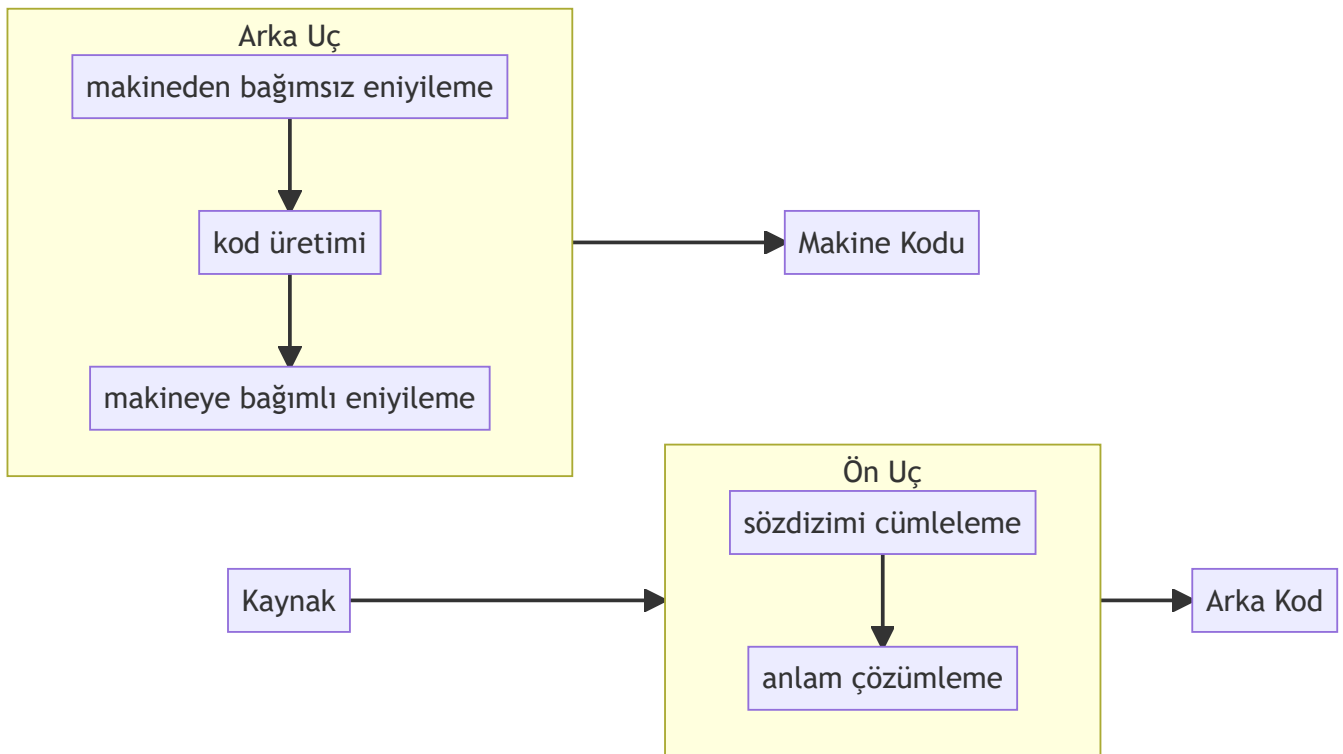 Arka Uç
makineden bağımsız eniyileme
kod üretimi
Makine Kodu
makineye bağımlı eniyileme
Ön Uç
sözdizimi cümleleme
Kaynak
Arka Kod
anlam çözümleme